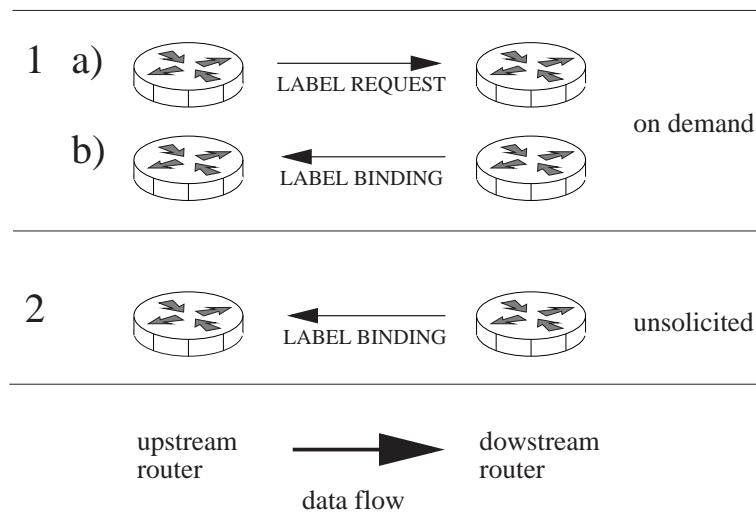 1 a)
LABEL REQUEST
on demand
b)
LABEL BINDING
2
LABEL BINDING
unsolicited
upstream
router
dowstream
router
data flow